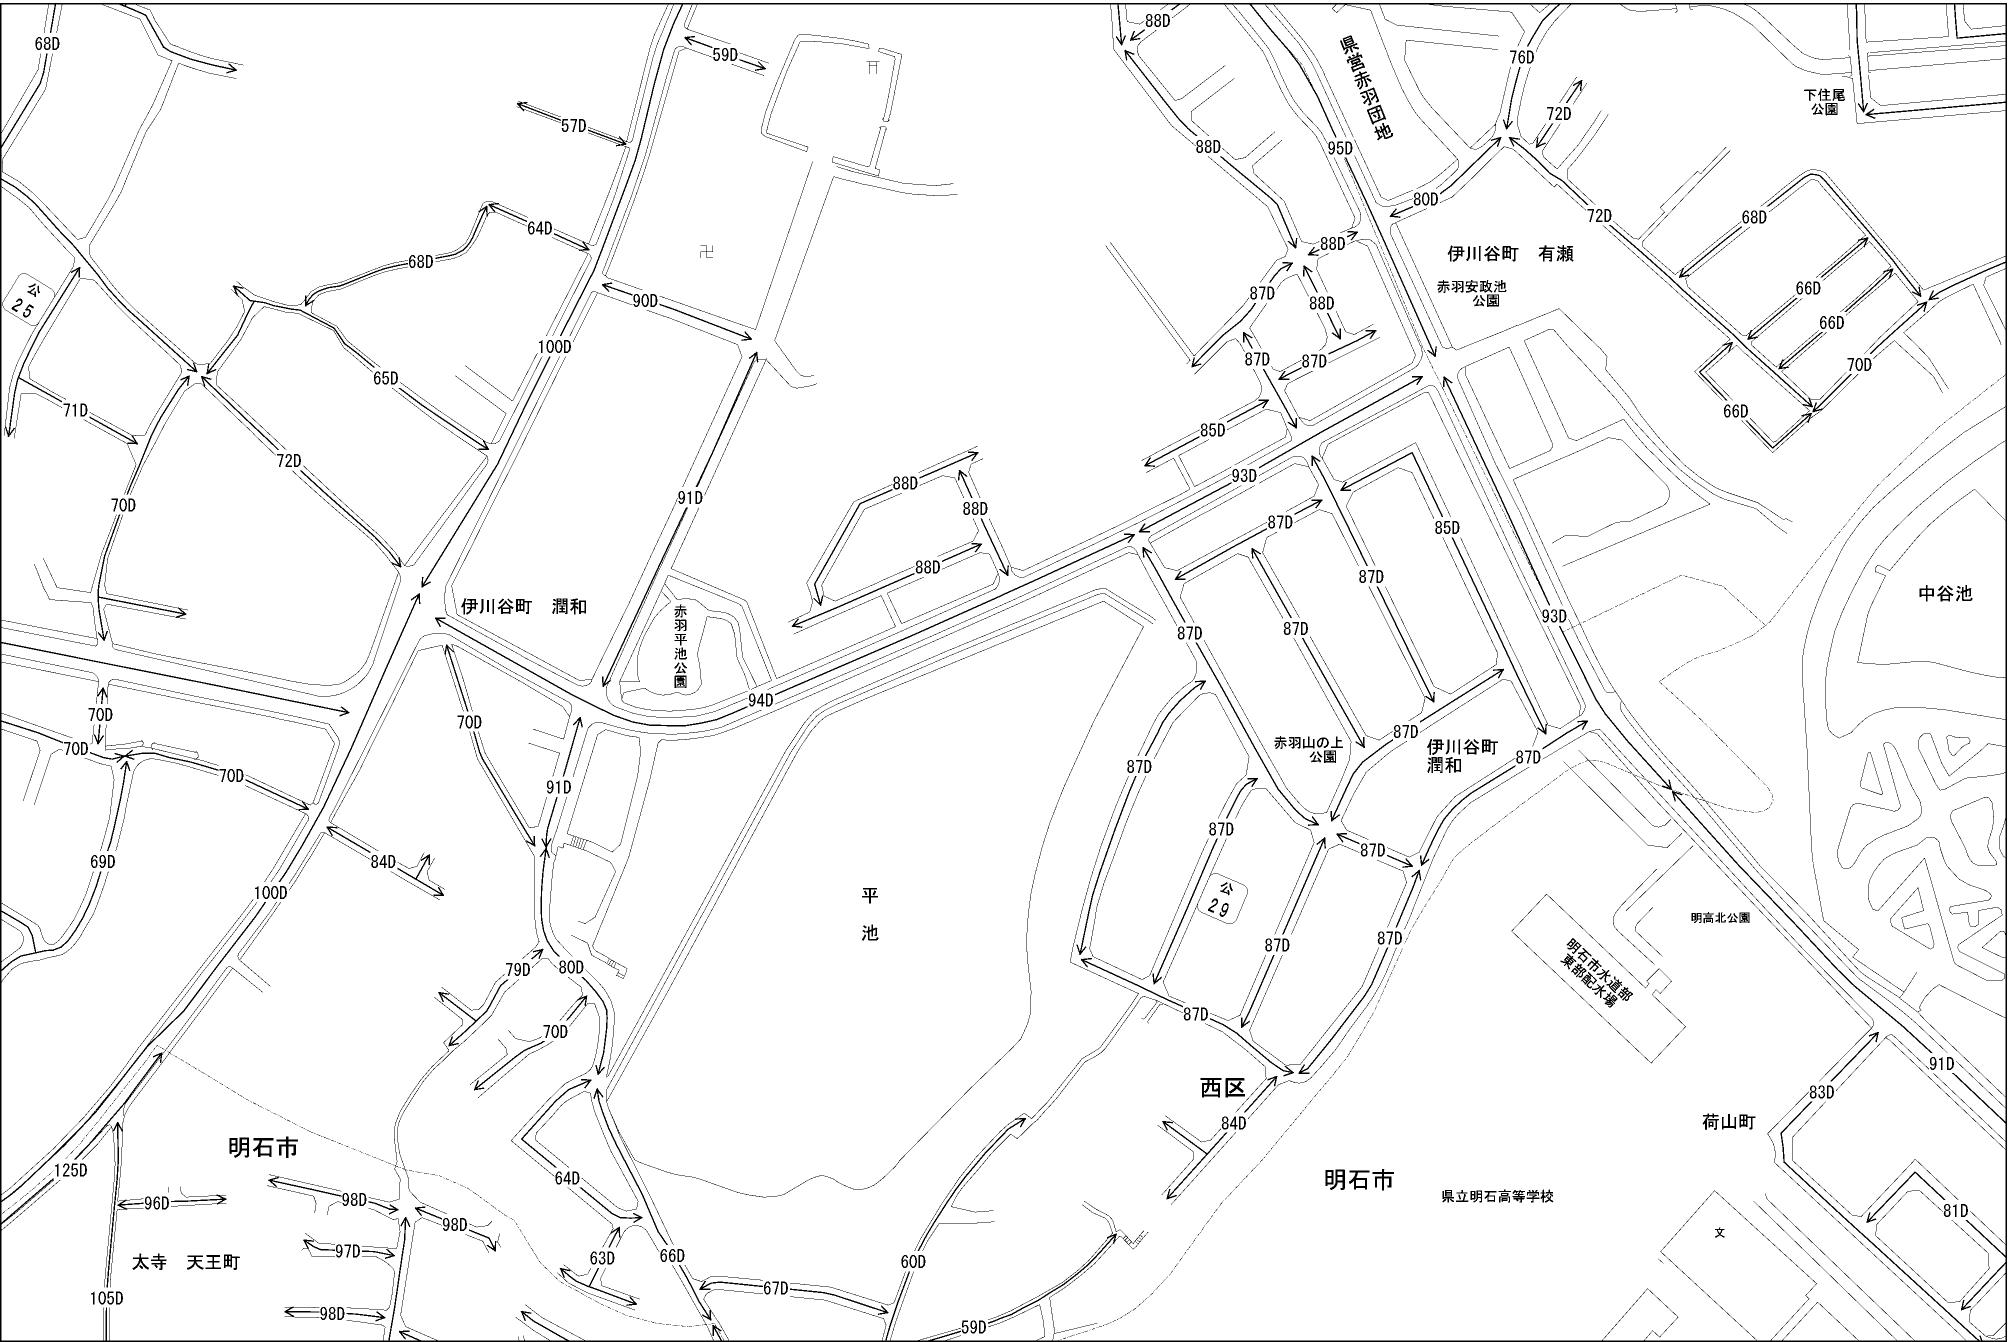 68D
59D
88D
76D
県営赤羽団地
下住尾
公園
57D
72D
88D
95D
80D
72D
68D
64D
68D
卍
88D
伊川谷町 有瀬
赤羽安政池
公園
公
25
90D
87D
88D
66D
66D
100D
87D
87D
70D
65D
71D
66D
85D
72D
93D
88D
91D
70D
88D
87D
85D
88D
87D
中谷池
伊川谷町 潤和
赤羽平池公園
87D
87D
93D
94D
70D
70D
70D
87D
赤羽山の上
公園
伊川谷町
潤和
87D
87D
70D
91D
87D
69D
84D
87D
100D
平池
公
29
明高北公園
87D
87D
明石市水道部
東部配水場
79D
80D
87D
70D
91D
西区
83D
84D
荷山町
明石市
125D
64D
明石市
県立明石高等学校
96D
98D
98D
81D
文
97D
63D
66D
60D
太寺 天王町
67D
105D
98D
59D